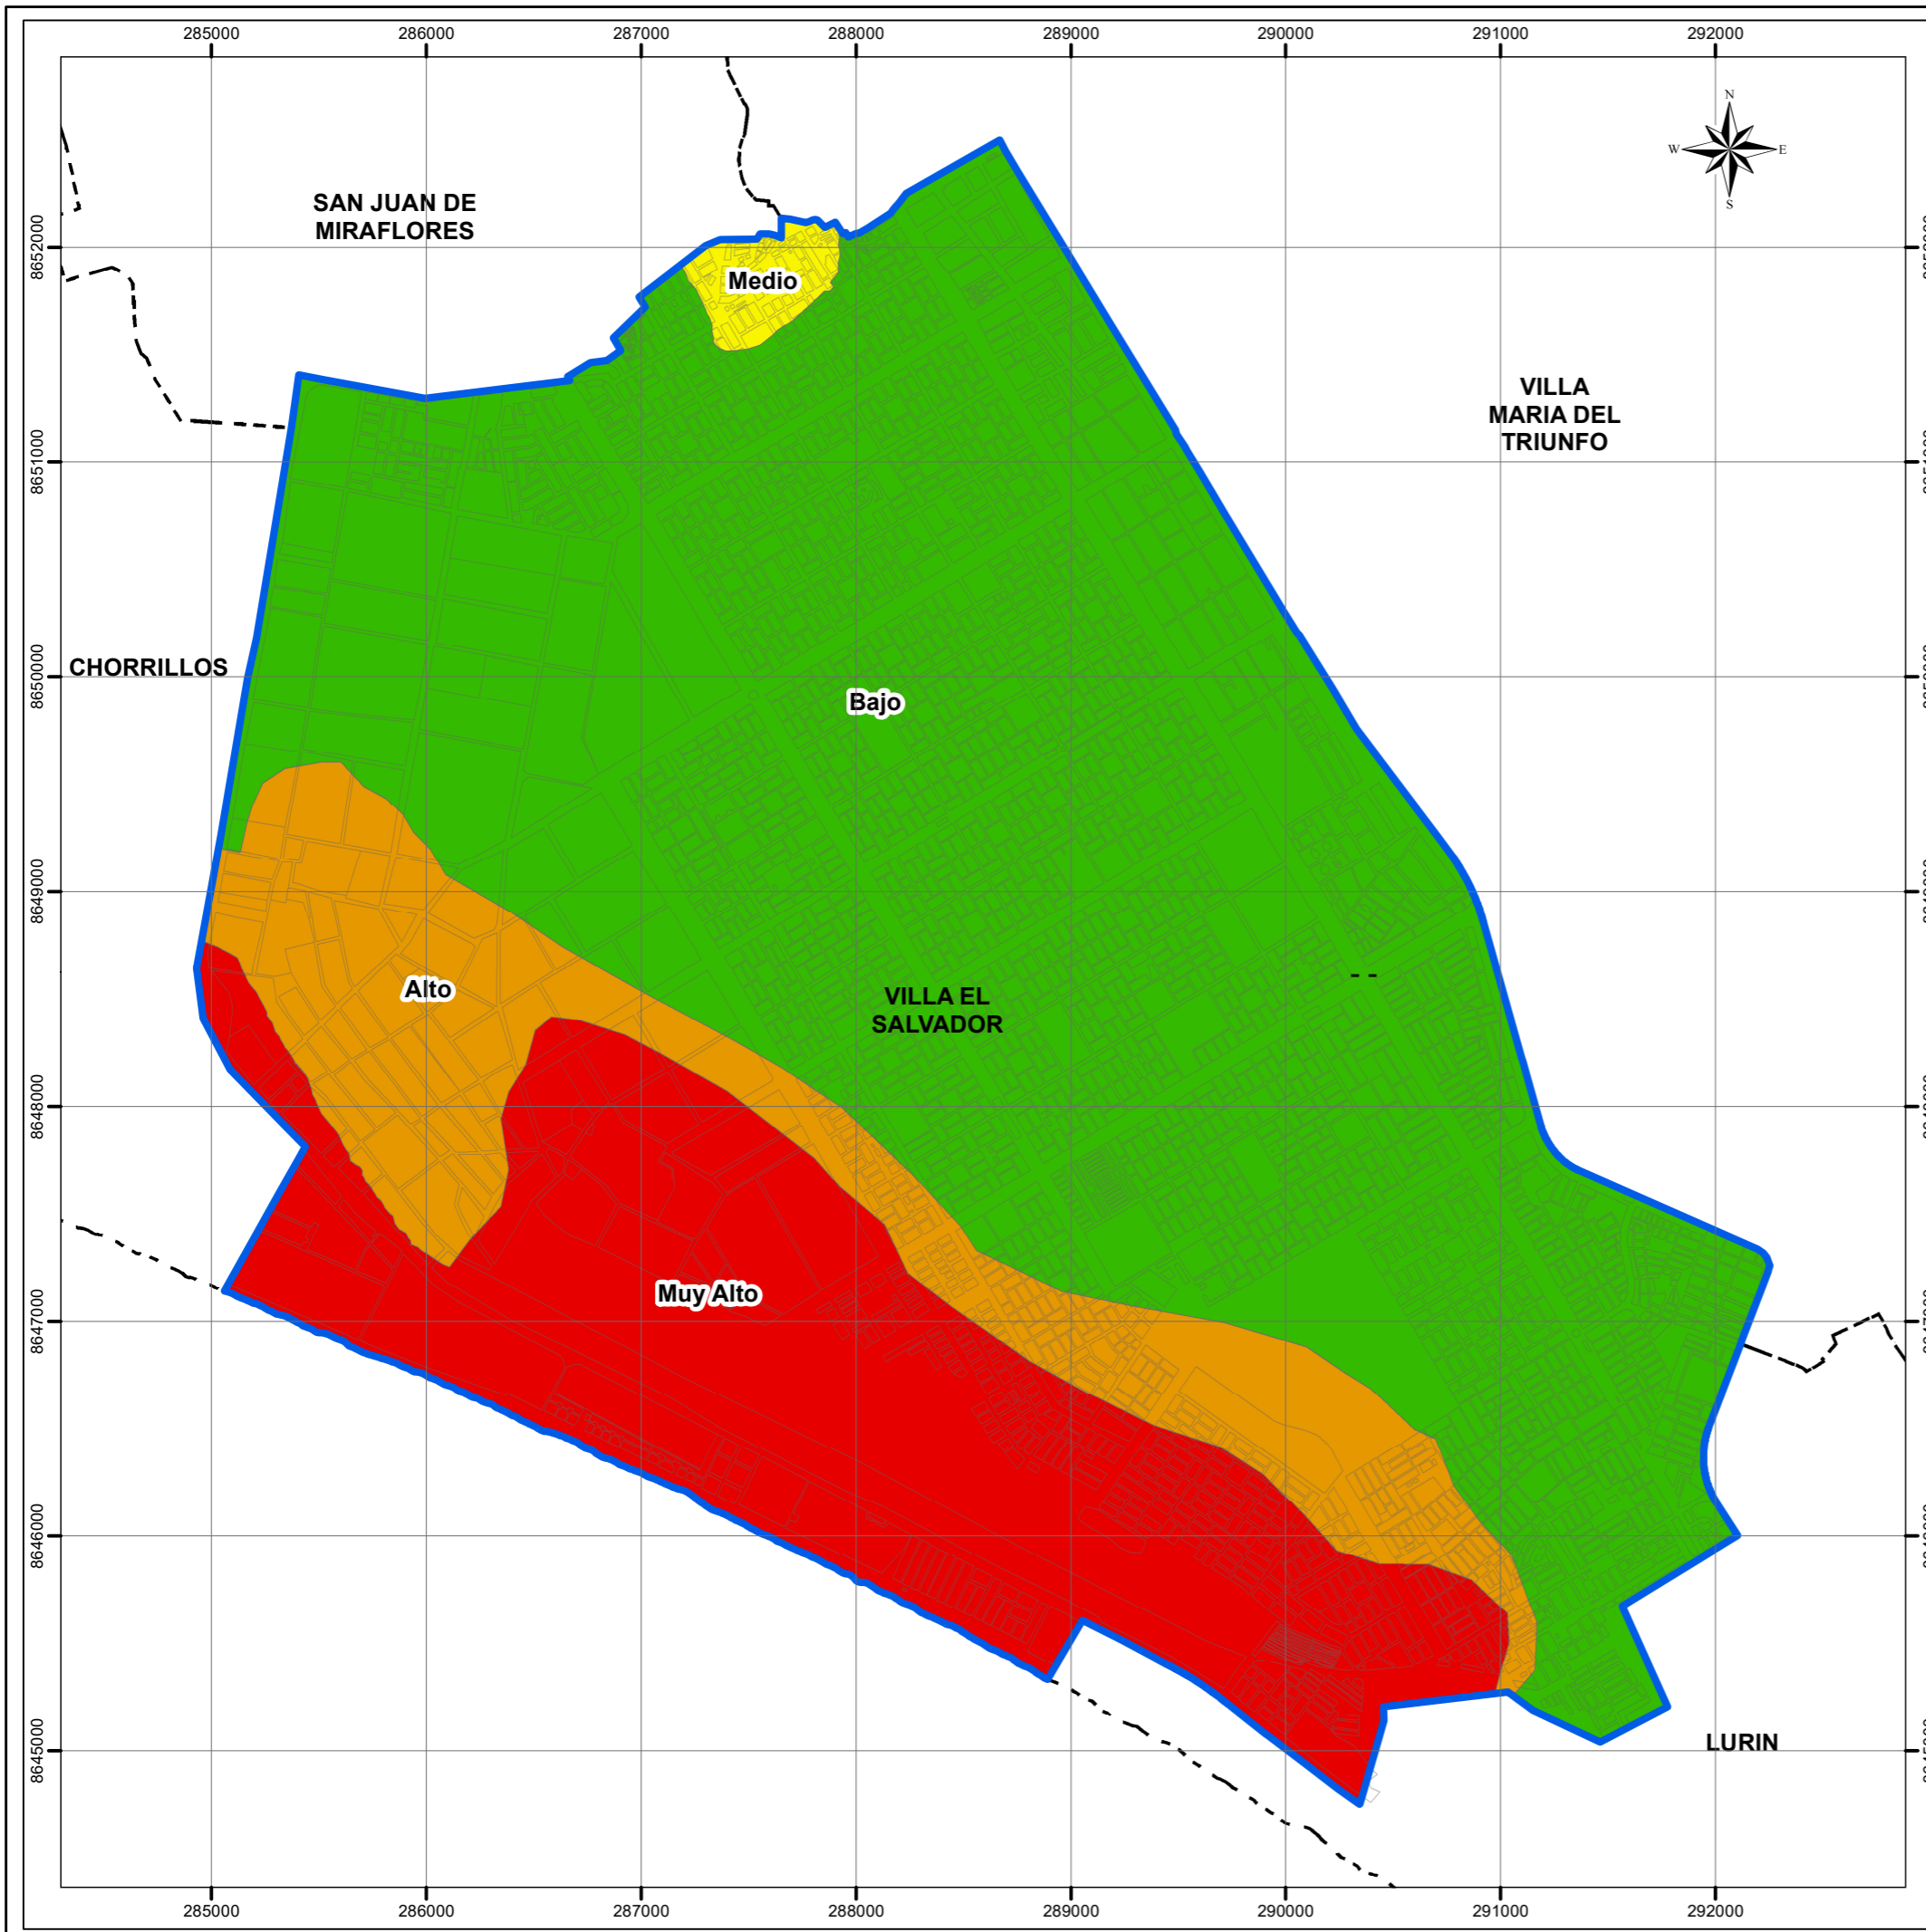 285000 286000 287000 288000 289000 290000 291000 292000
N
W E
S
SAN JUAN DE
MIRAFLORES
8652000
Medio
VILLA
MARIA DEL
TRIUNFO
8651000
CHORRILLOS
8650000
Bajo
8649000
Alto
VILLA EL
SALVADOR
8648000
Muy Alto
8647000
8646000
LURIN
8645000
285000 286000 287000 288000 289000 290000 291000 292000